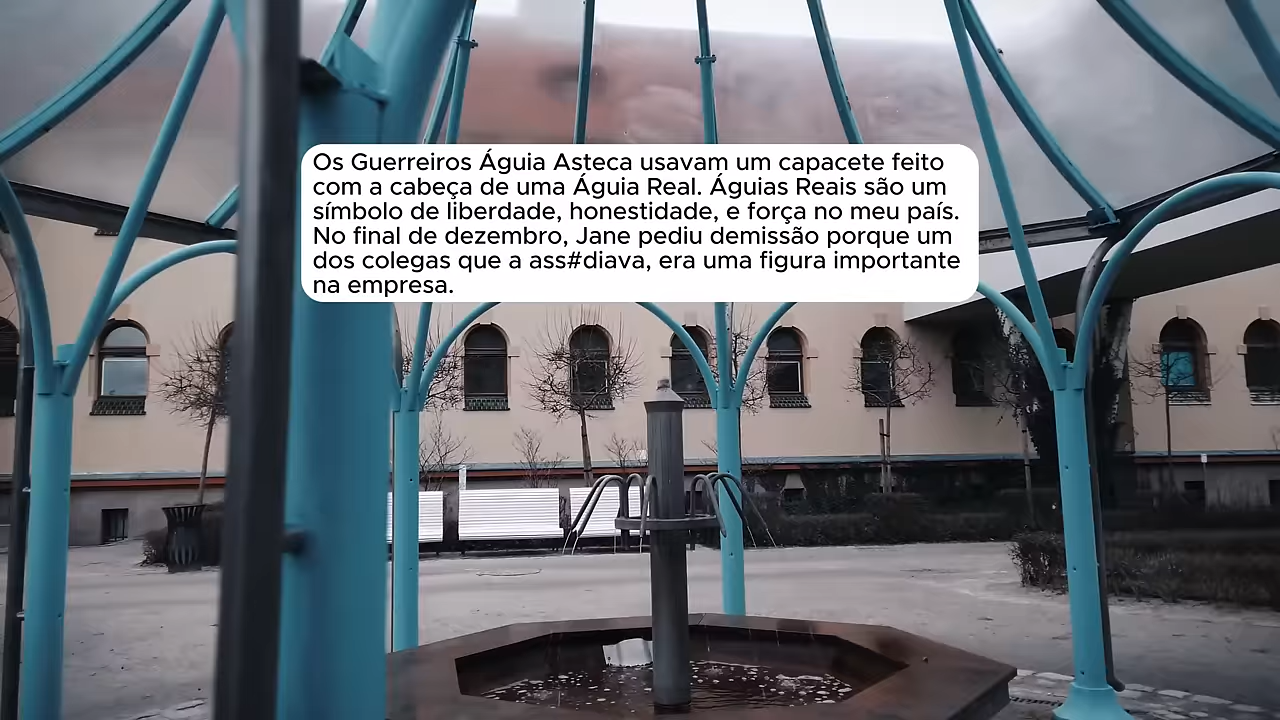 Os Guerreiros Águia Asteca usavam um capacete feito
com a cabeça de uma Águia Real. Águias Reais são um
símbolo de liberdade, honestidade, e força no meu país.
No final de dezembro, Jane pediu demissão porque um
dos colegas que a ass#diava, era uma figura importante
na empresa.